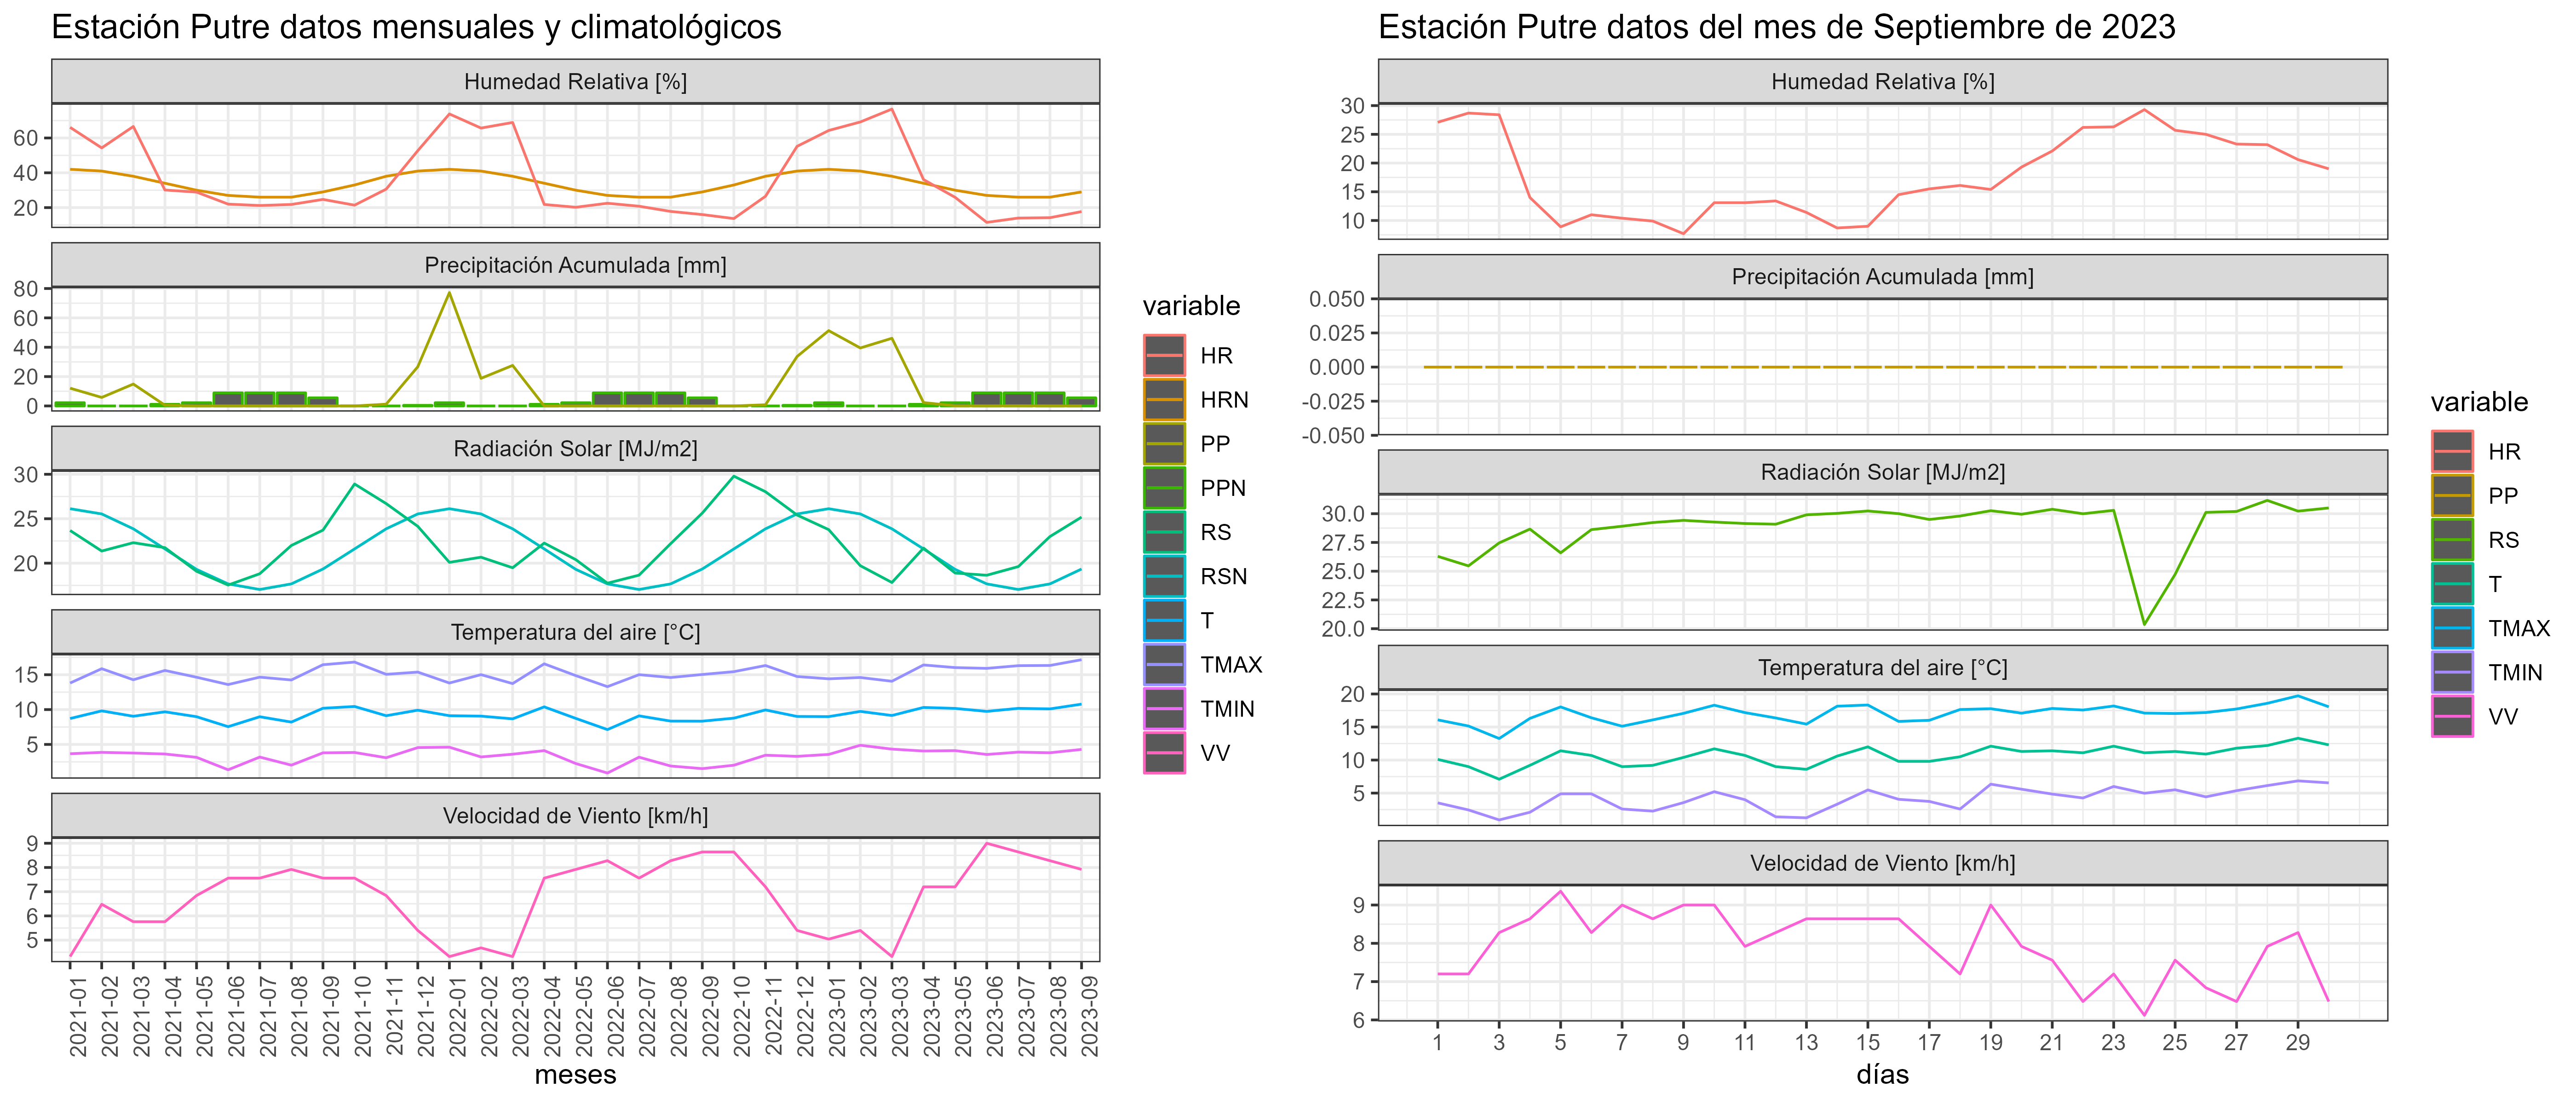 Estación Putre datos mensuales y climatológicos
Humedad Relativa [%]
60
40
20
Precipitación Acumulada [mm]
80
60
40
20
0
Radiación Solar [MJ/m2]
30
25
20
Temperatura del aire [°C]
15
10
5
Velocidad de Viento [km/h]
9
8
7
6
5
2021-01
2021-02
2021-03
2021-04
2021-05
2021-06
2021-07
2021-08
2021-09
2021-10
2021-11
2021-12
2022-01
2022-02
2022-03
2022-04
2022-05
2022-06
2022-07
2022-08
2022-09
2022-10
2022-11
2022-12
2023-01
2023-02
2023-03
2023-04
2023-05
2023-06
2023-07
2023-08
2023-09
meses
variable
HR
HRN
PP
PPN
RS
RSN
T
TMAX
TMIN
VV
Estación Putre datos del mes de Septiembre de 2023
Humedad Relativa [%]
30
25
20
15
10
Precipitación Acumulada [mm]
0.050
0.025
0.000
-0.025
-0.050
Radiación Solar [MJ/m2]
30.0
27.5
25.0
22.5
20.0
Temperatura del aire [°C]
20
15
10
5
Velocidad de Viento [km/h]
9
8
7
6
1 3 5 7 9 11 13 15 17 19 21 23 25 27 29
días
variable
HR
PP
RS
T
TMAX
TMIN
VV